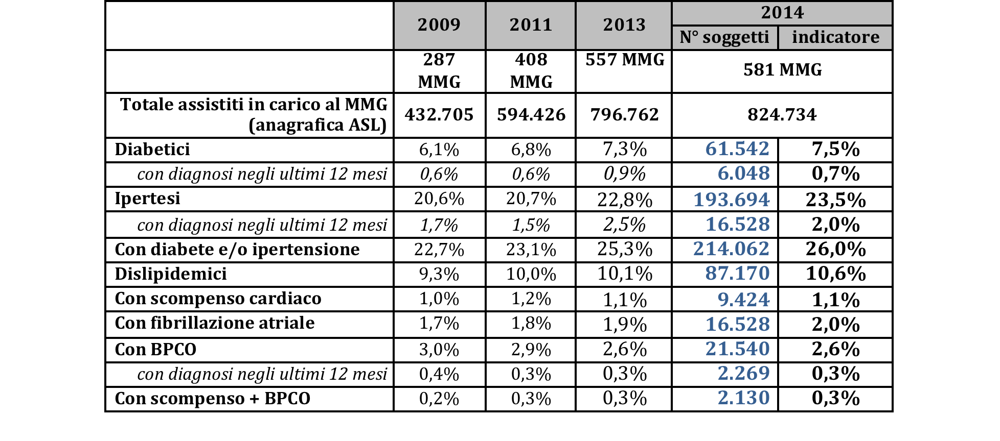 2009 2011 2013 2014
N° soggetti indicatore
287 MMG 408 MMG 557 MMG 581 MMG
Totale assistiti in carico al MMG
(anagrafica ASL) 432.705 594.426 796.762 824.734
Diabetici 6,1% 6,8% 7,3% 61.542 7,5%
con diagnosi negli ultimi 12 mesi 0,6% 0,6% 0,9% 6.048 0,7%
Ipertesi 20,6% 20,7% 22,8% 193.694 23,5%
con diagnosi negli ultimi 12 mesi 1,7% 1,5% 2,5% 16.528 2,0%
Con diabete e/o ipertensione 22,7% 23,1% 25,3% 214.062 26,0%
Dislipidemici 9,3% 10,0% 10,1% 87.170 10,6%
Con scompenso cardiaco 1,0% 1,2% 1,1% 9.424 1,1%
Con fibrillazione atriale 1,7% 1,8% 1,9% 16.528 2,0%
Con BPCO 3,0% 2,9% 2,6% 21.540 2,6%
con diagnosi negli ultimi 12 mesi 0,4% 0,3% 0,3% 2.269 0,3%
Con scompenso + BPCO 0,2% 0,3% 0,3% 2.130 0,3%